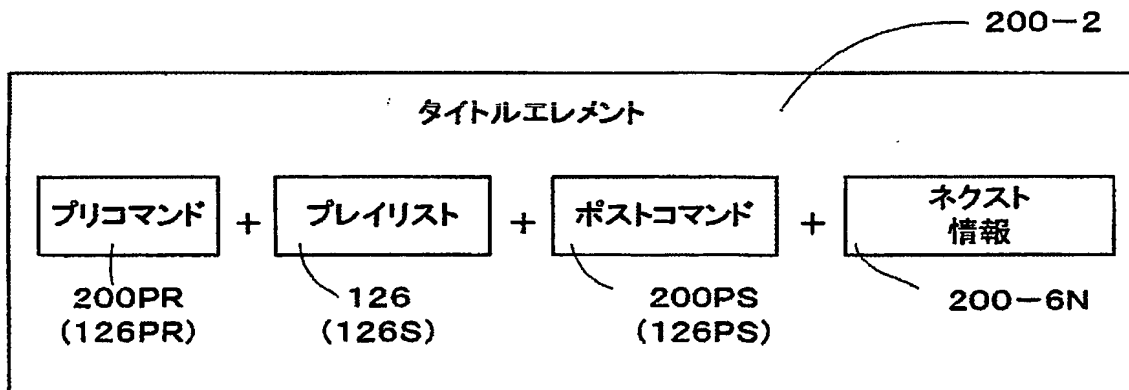 200-2
タイトルエレメント
プリコマンド + プレイリスト + ポストコマンド + ネクスト
情報
200PR 126 200PS 200-6N
(126PR) (126S) (126PS)